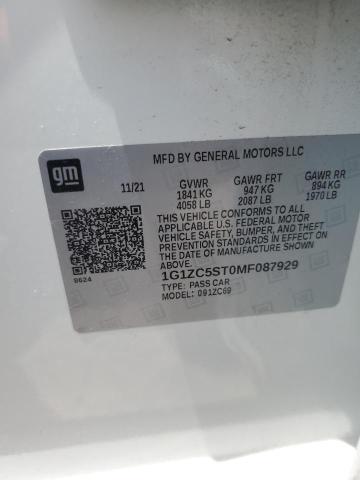 MFD BY GENERAL MOTORS LLC
gm
11/21 GVWR GAWR FRT GAWR RR
1841 KG 947 KG 894 KG
4058 LB 2087 LB 1970 LB
THIS VEHICLE CONFORMS TO ALL
APPLICABLE U.S. FEDERAL MOTOR
VEHICLE SAFETY, BUMPER, AND THEFT
PREVENTION STANDARDS IN EFFECT ON
THE DATE OF MANUFACTURE SHOWN
ABOVE.
1G1ZC5ST0MF087929
8624
TYPE: PASS CAR
MODEL: 091ZC69